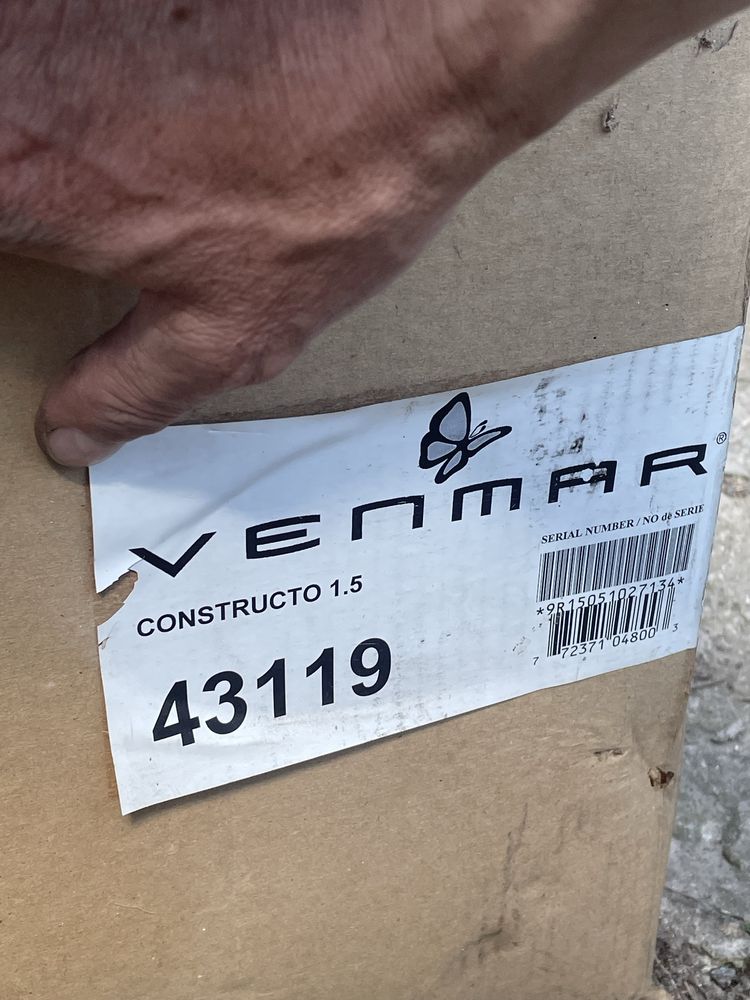 VENMAR®
SERIAL NUMBER / NO de SERIE
*9R15051027134*
CONSTRUCTO 1.5
7 72371 04800 3
43119